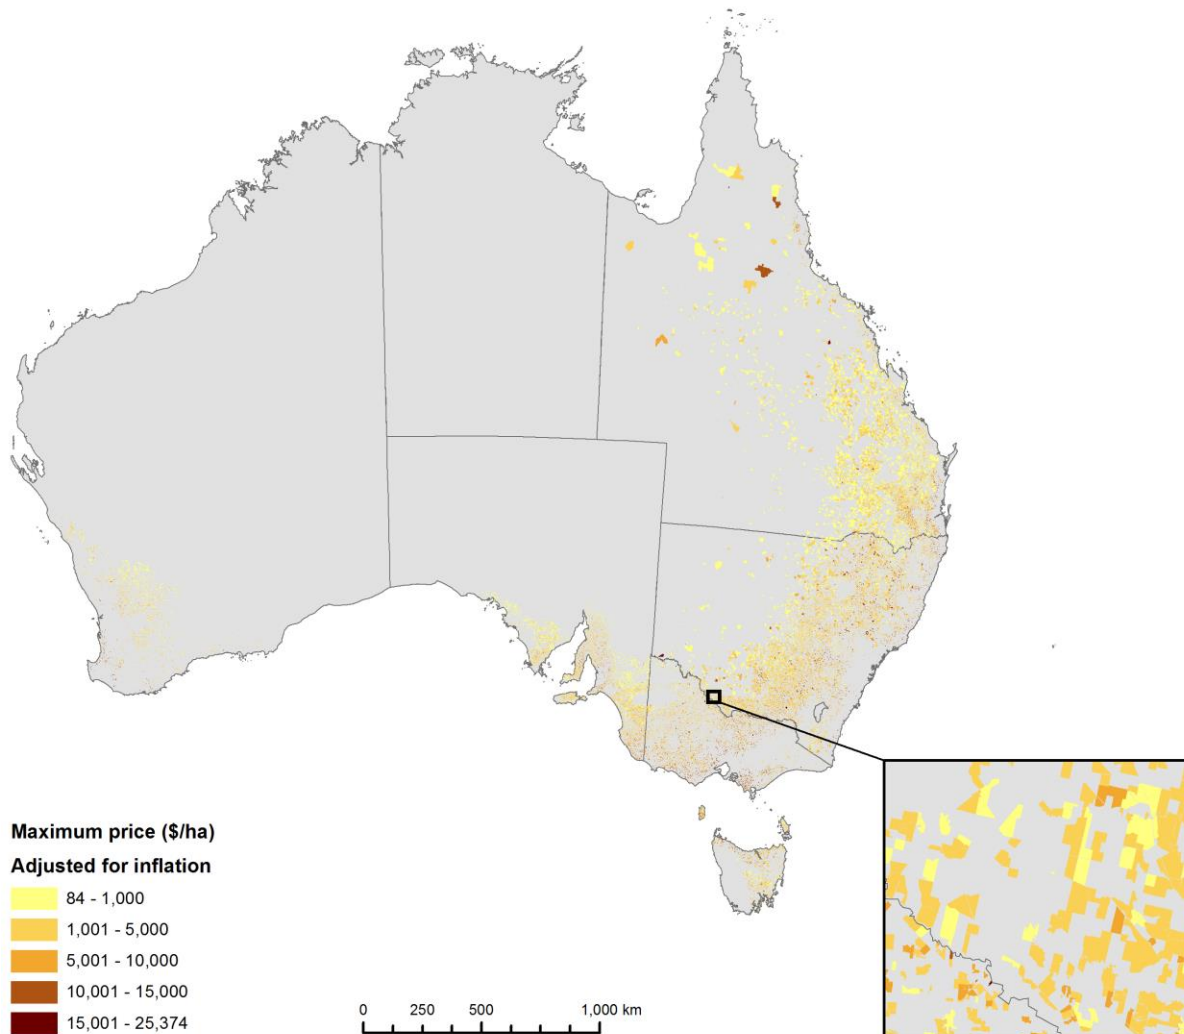 Maximum price ($/ha)
Adjusted for inflation
84 - 1,000
1,001 - 5,000
5,001 - 10,000
10,001 - 15,000
15,001 - 25,374
0 250 500 1,000 km